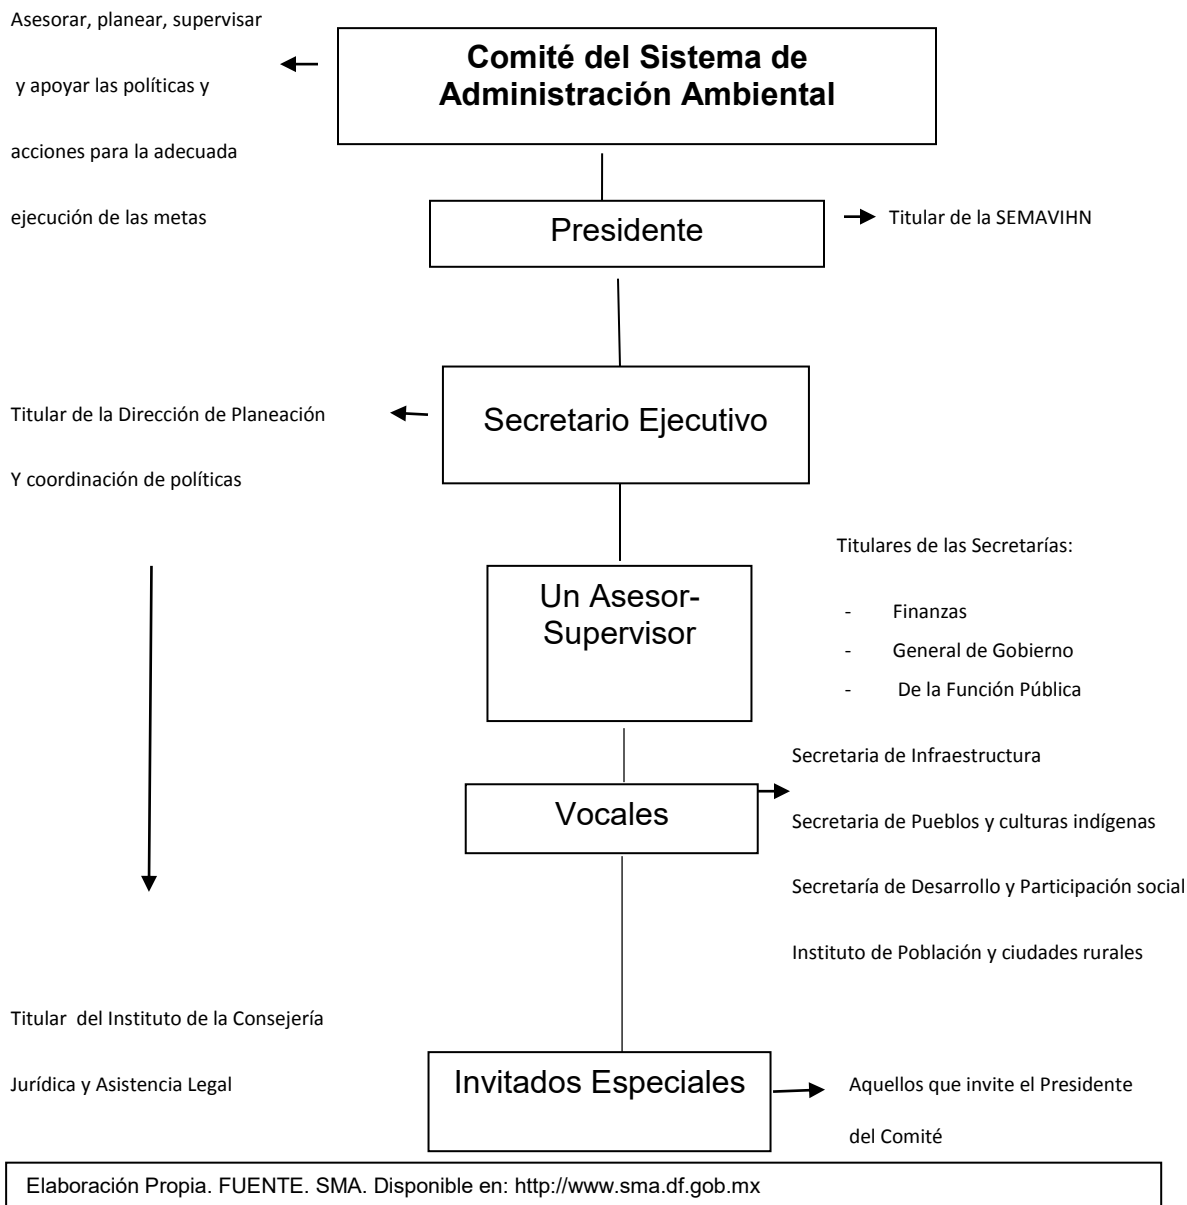 Asesorar, planear, supervisar
y apoyar las políticas y
acciones para la adecuada
ejecución de las metas
Comité del Sistema de
Administración Ambiental
Presidente
Titular de la SEMAVIHN
Secretario Ejecutivo
Titular de la Dirección de Planeación
Y coordinación de políticas
Un Asesor-
Supervisor
Titulares de las Secretarías:
- Finanzas
- General de Gobierno
- De la Función Pública
Vocales
Secretaria de Infraestructura
Secretaria de Pueblos y culturas indígenas
Secretaría de Desarrollo y Participación social
Instituto de Población y ciudades rurales
Titular del Instituto de la Consejería
Jurídica y Asistencia Legal
Invitados Especiales
Aquellos que invite el Presidente
del Comité
Elaboración Propia. FUENTE. SMA. Disponible en: http://www.sma.df.gob.mx